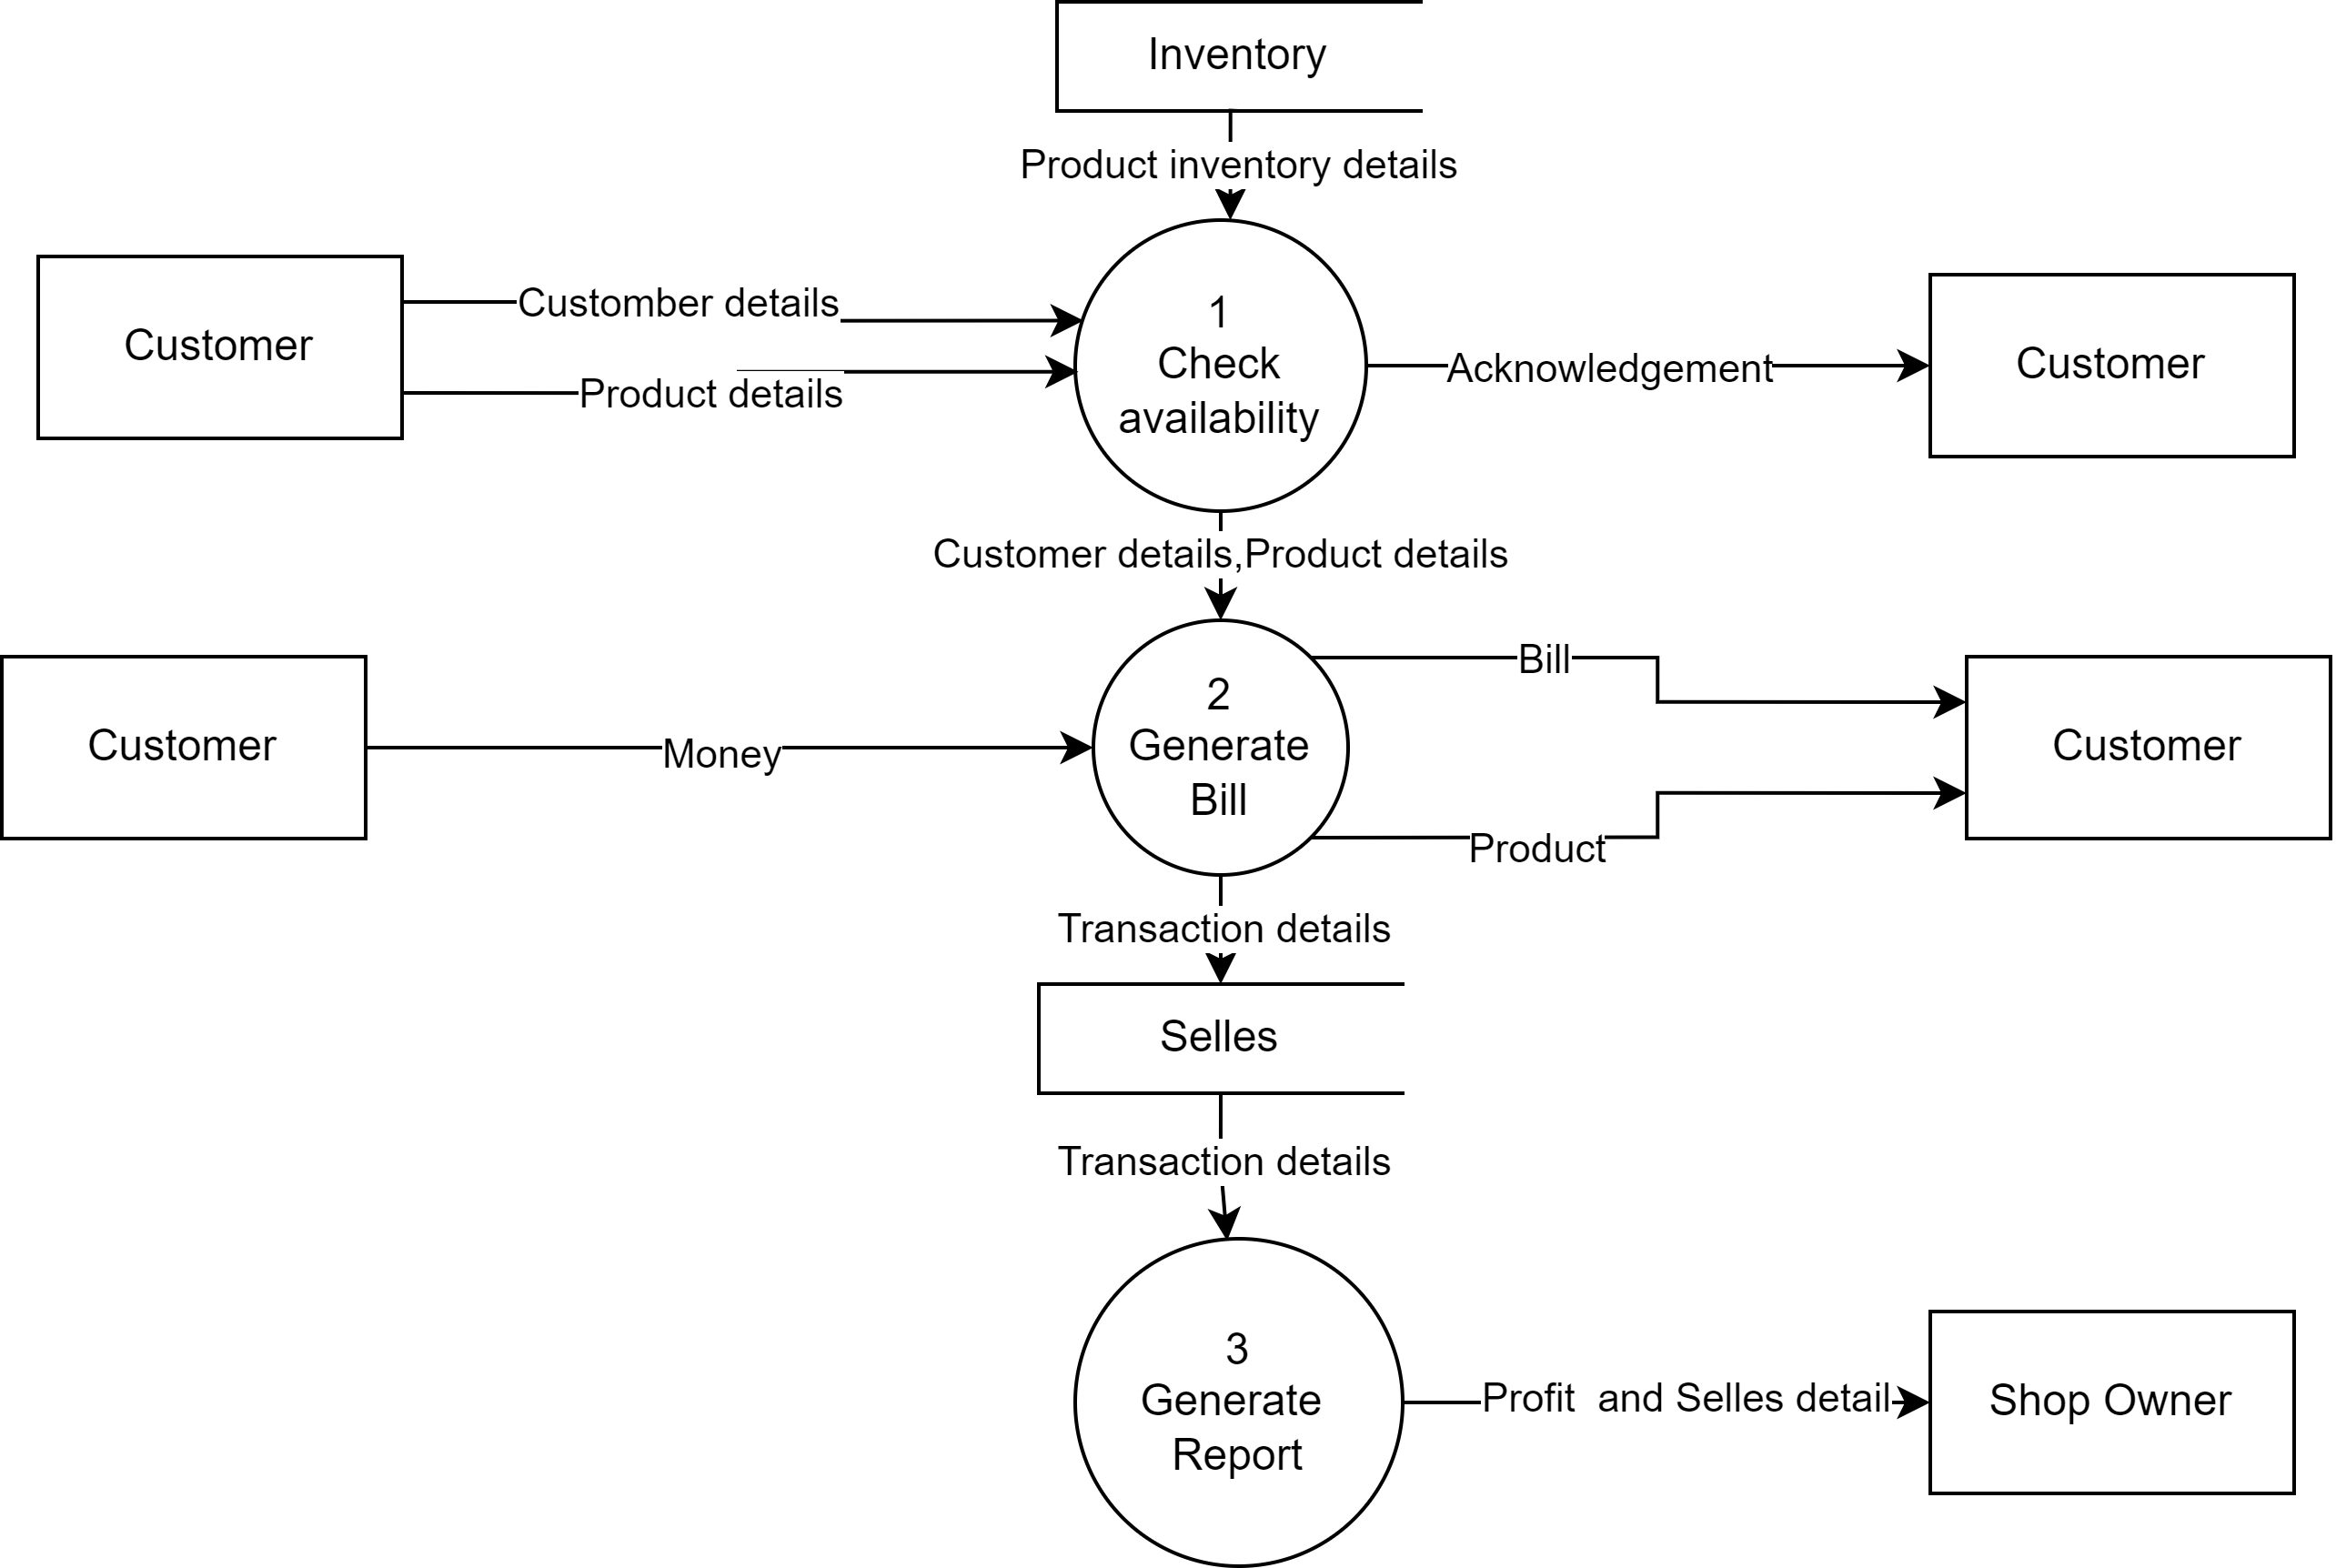 Inventory
Product inventory details
Customer
Customber details
Product details
1
Check
availability
Acknowledgement
Customer
Customer details,Product details
Customer
Money
2
Generate
Bill
Bill
Product
Customer
Transaction details
Selles
Transaction details
3
Generate
Report
Profit  and Selles detail
Shop Owner